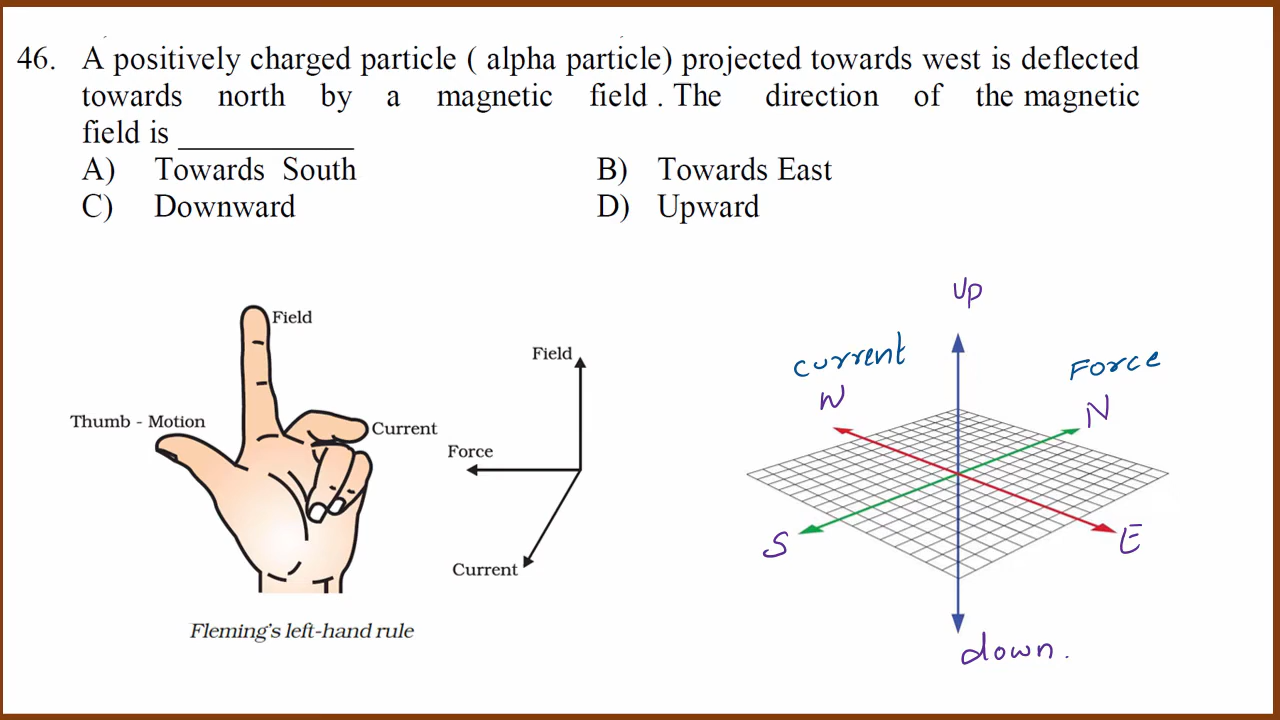 46. A positively charged particle ( alpha particle) projected towards west is deflected
towards north by a magnetic field . The direction of the magnetic
field is ____________
A) Towards South B) Towards East
C) Downward D) Upward
Up
Field
Field
current
Force
W
N
Thumb - Motion
Current
Force
S
E
Current
Fleming's left-hand rule
down.